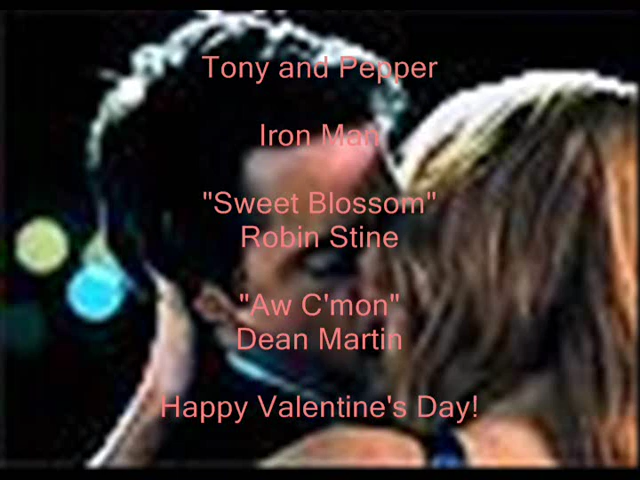 Tony and Pepper
Iron Man
"Sweet Blossom"
Robin Stine
"Aw C'mon"
Dean Martin
Happy Valentine's Day!